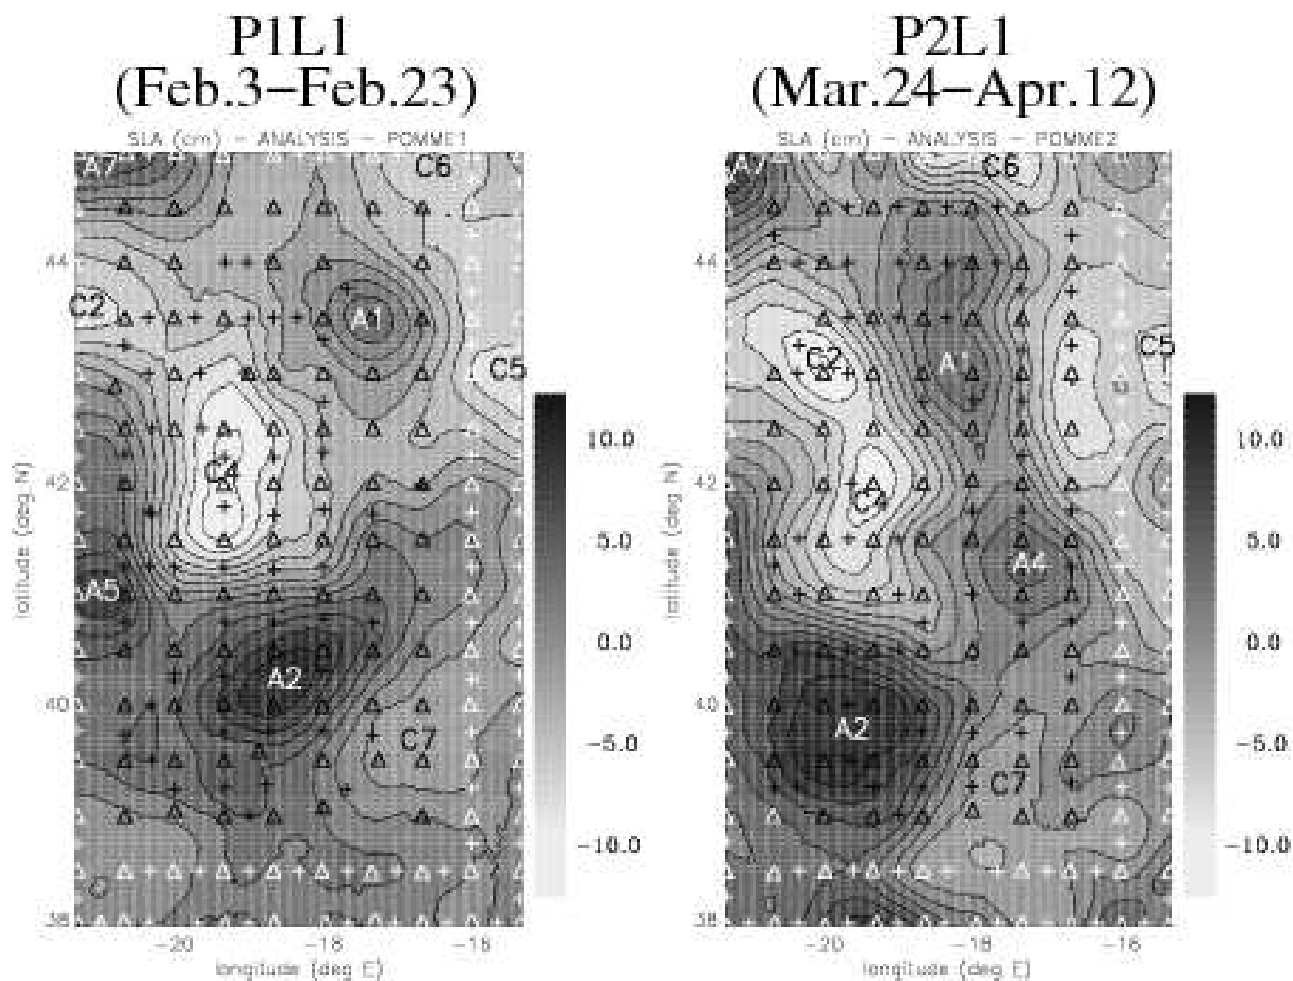 P1L1
(Feb.3–Feb.23)
SLA (cm) – ANALYSIS – POMME1
A7
C6
44
C2
A1
C5
10.0
C4
42
5.0
A5
0.0
A2
40
C7
-5.0
-10.0
38
-20
-18
-16
latitude (deg N)
longitude (deg E)
P2L1
(Mar.24–Apr.12)
SLA (cm) – ANALYSIS – POMME2
A7
C6
44
C2
A1
C5
10.0
42
C4
5.0
A4
0.0
40
A2
-5.0
C7
-10.0
38
-20
-18
-16
latitude (deg N)
longitude (deg E)